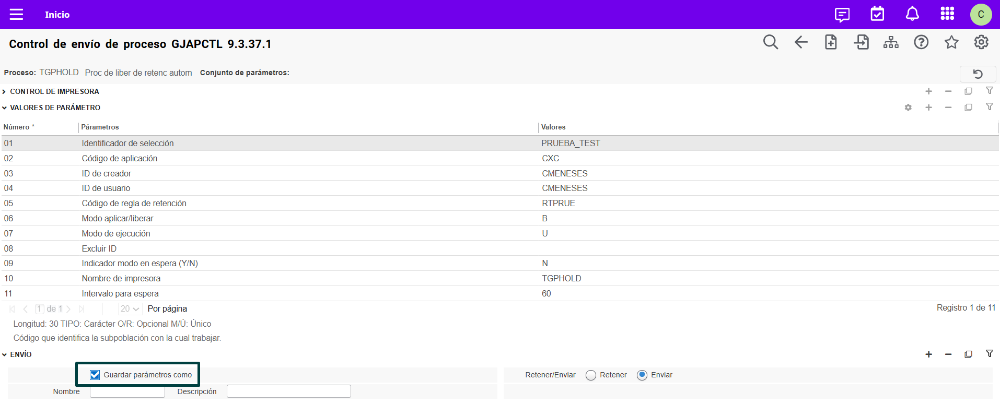 Inicio
C
Control de envío de proceso GJAPCTL 9.3.37.1
Proceso: TGPHOLD Proc de liber de retenc autom Conjunto de parámetros:
CONTROL DE IMPRESORA
VALORES DE PARÁMETRO
Número * Párametros Valores
01 Identificador de selección PRUEBA_TEST
02 Código de aplicación CXC
03 ID de creador CMENESES
04 ID de usuario CMENESES
05 Código de regla de retención RTPRUE
06 Modo aplicar/liberar B
07 Modo de ejecución U
08 Excluir ID
09 Indicador modo en espera (Y/N) N
10 Nombre de impresora TGPHOLD
11 Intervalo para espera 60
1 de 1 20 Por página Registro 1 de 11
Longitud: 30 TIPO: Carácter O/R: Opcional M/Ú: Único
Código que identifica la subpoblación con la cual trabajar.
ENVÍO
Guardar parámetros como Retener/Enviar Retener Enviar
Nombre Descripción